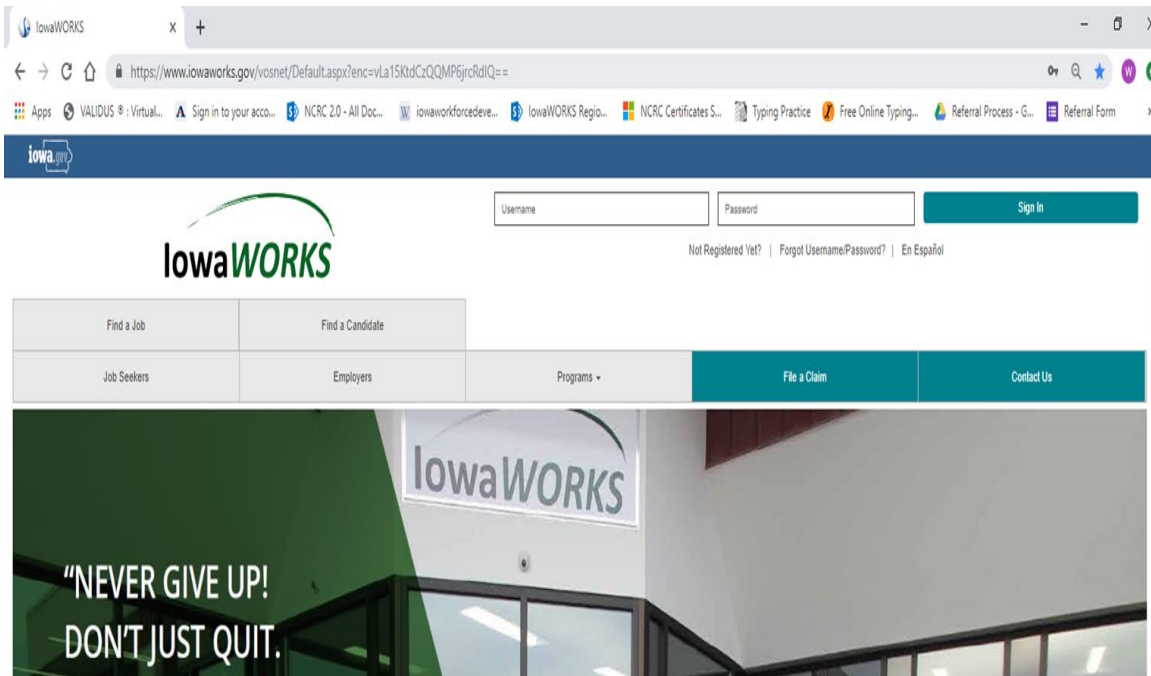 IowaWORKS
https://www.iowaworks.gov/vosnet/Default.aspx?enc=vLa15KtdCzQQMP6jrcRdIQ==
W
Apps VALIDUS ® : Virtual... Sign in to your acco... NCRC 2.0 - All Doc... iowaworkforcedeve... IowaWORKS Regio... NCRC Certificates S... Typing Practice Free Online Typing... Referral Process - G... Referral Form
iowa.gov
Username Password Sign In
Not Registered Yet? | Forgot Username/Password? | En Español
IowaWORKS
Find a Job Find a Candidate
Job Seekers Employers Programs File a Claim Contact Us
IowaWORKS
“NEVER GIVE UP!
DON’T JUST QUIT.